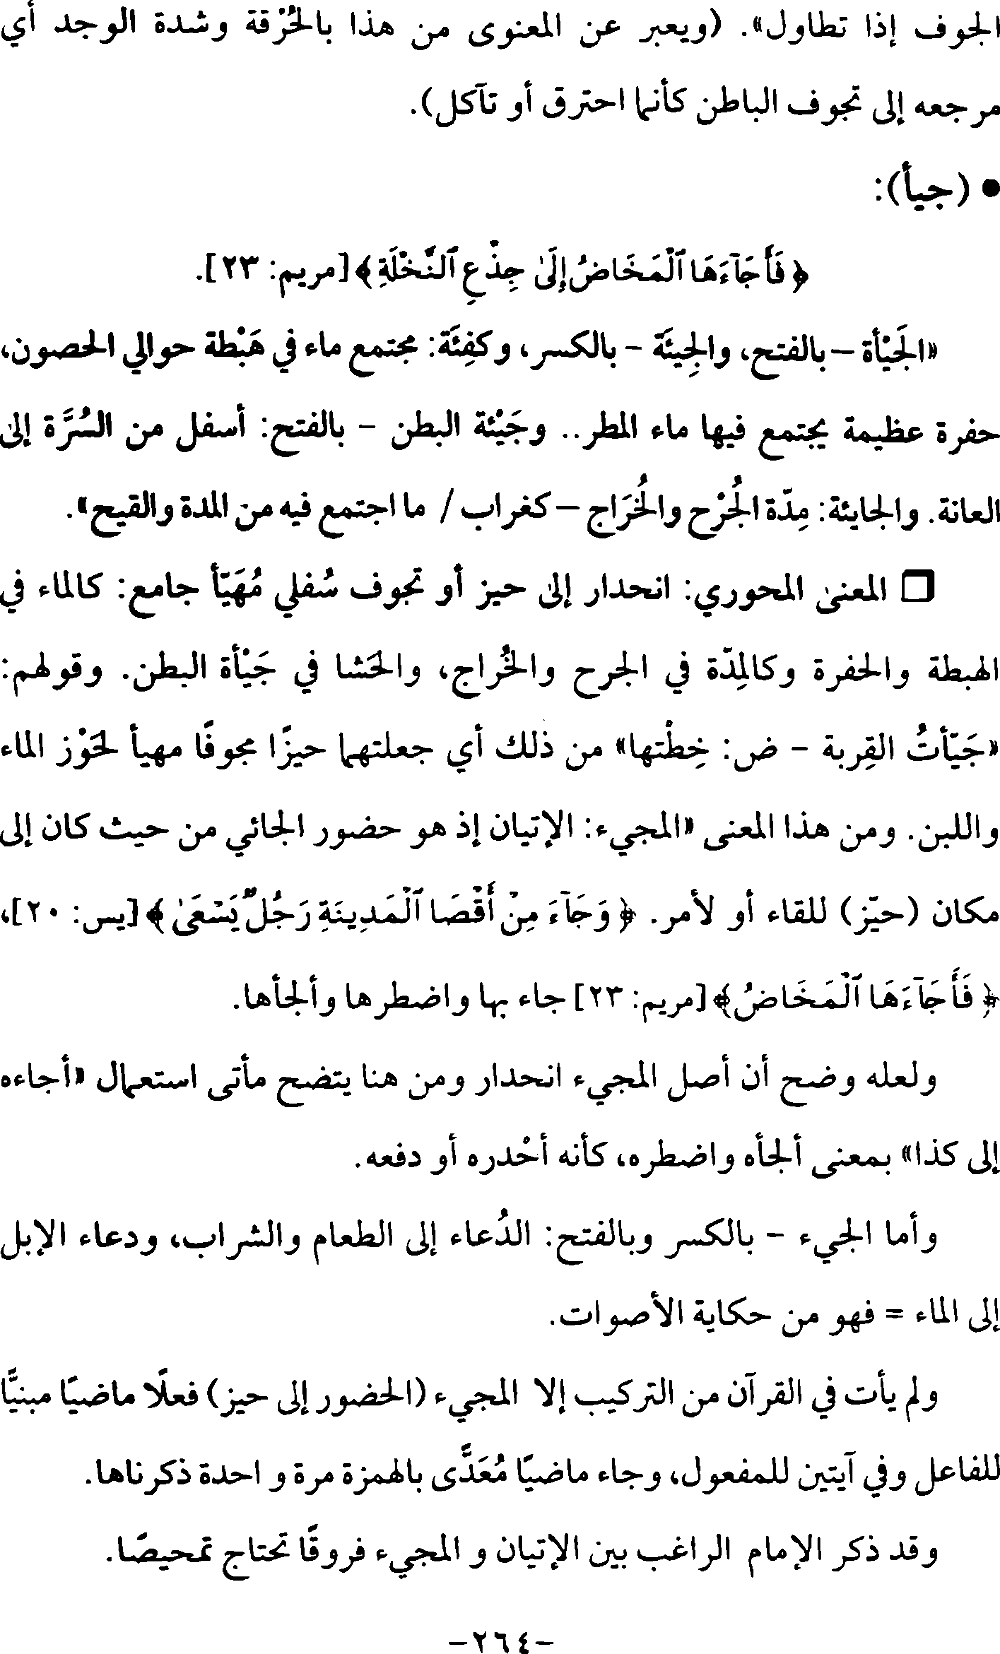 الجوف إذا تطاول». (ويعبر عن المعنوى من هذا بالحُرْقة وشدة الوجد أي
مرجعه إلى تجوف الباطن كأنما احترق أو تآكل).
• (جيأ):
﴿فَأَجَآءَهَا ٱلْمَخَاضُ إِلَىٰ جِذْعِ ٱلنَّخْلَةِ﴾ [مريم: ٢٣].
«الجَيْأة – بالفتح، والجِيئَة – بالكسر، وكفِئَة: مجتمع ماء في هَبْطة حوالي الحصون،
حفرة عظيمة يجتمع فيها ماء المطر.. وجَيْئة البطن – بالفتح: أسفل من السُرَّة إلى
العانة. والجايئة: مِدّة الجُرْح والخُرَاج – كغراب / ما اجتمع فيه من المدة والقيح».
❒ المعنى المحوري: انحدار إلى حيز أو تجوف سُفلي مُهَيّأ جامع: كالماء في
الهبطة والحفرة وكالمِدّة في الجرح والخُراج، والحَشا في جَيْأة البطن. وقولهم:
«جَيّأتُ القِربة – ض: خِطْتها» من ذلك أي جعلتهما حيزًا مجوفًا مهيأ لحَوْز الماء
واللبن. ومن هذا المعنى «المجيء: الإتيان إذ هو حضور الجائي من حيث كان إلى
مكان (حيّز) للقاء أو لأمر. ﴿وَجَآءَ مِنْ أَقْصَا ٱلْمَدِينَةِ رَجُلٌ يَسْعَىٰ﴾ [يس: ٢٠]،
﴿فَأَجَآءَهَا ٱلْمَخَاضُ﴾ [مريم: ٢٣] جاء بها واضطرها وألجأها.
ولعله وضح أن أصل المجيء انحدار ومن هنا يتضح مأتى استعمال «أجاءه
إلى كذا» بمعنى ألجأه واضطره، كأنه أحْدره أو دفعه.
وأما الجيء – بالكسر وبالفتح: الدُعاء إلى الطعام والشراب، ودعاء الإبل
إلى الماء = فهو من حكاية الأصوات.
ولم يأت في القرآن من التركيب إلا المجيء (الحضور إلى حيز) فعلًا ماضيًا مبنيًّا
للفاعل وفي آيتين للمفعول، وجاء ماضيًا مُعَدًّى بالهمزة مرة واحدة ذكرناها.
وقد ذكر الإمام الراغب بين الإتيان و المجيء فروقًا تحتاج تمحيصًا.
–٢٦٤–